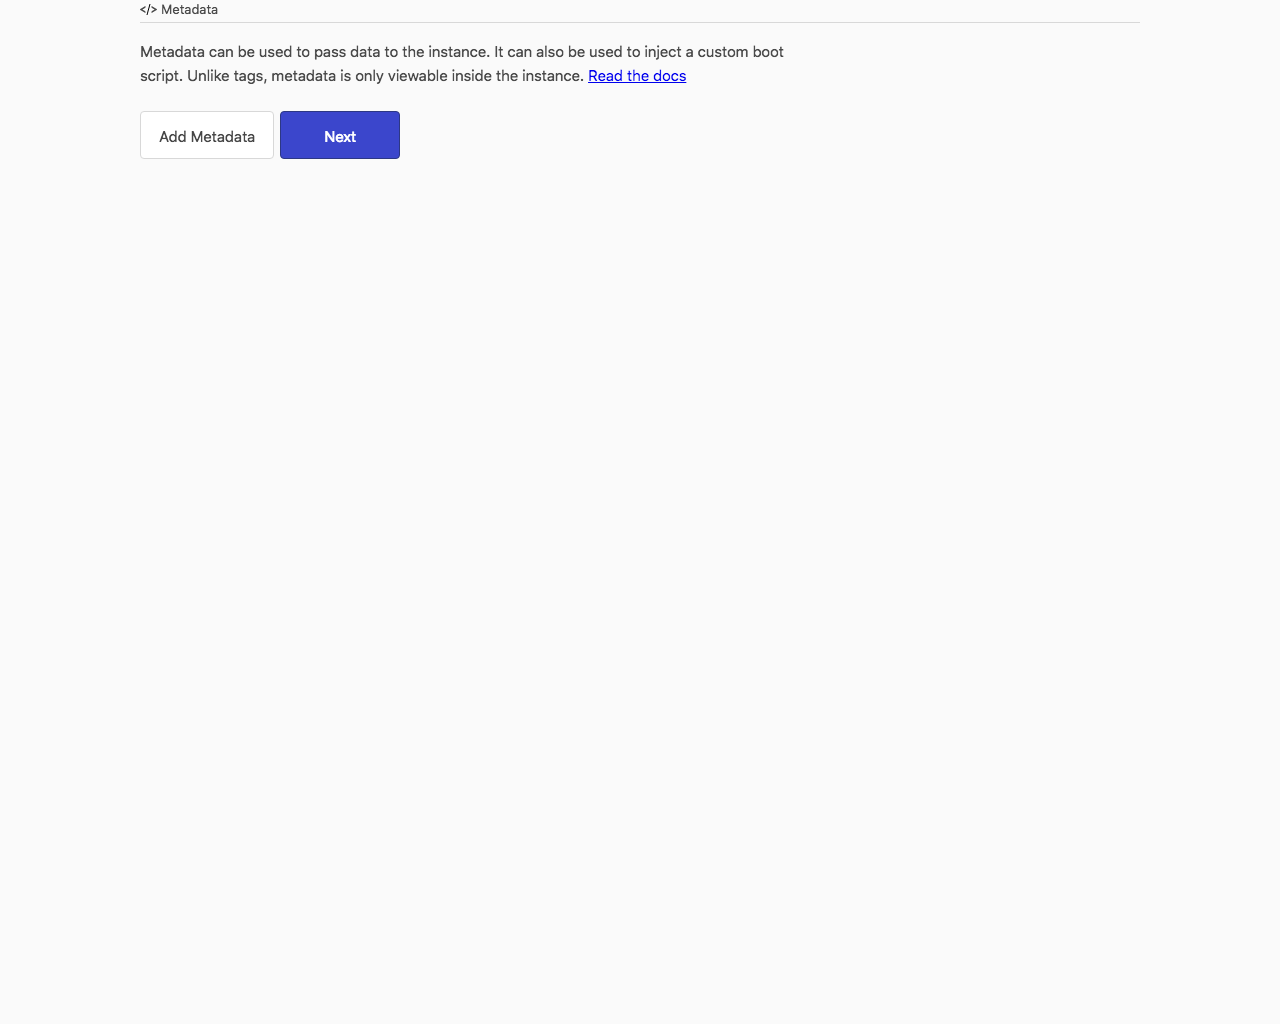 </> Metadata
Metadata can be used to pass data to the instance. It can also be used to inject a custom boot
script. Unlike tags, metadata is only viewable inside the instance. Read the docs
Add Metadata Next